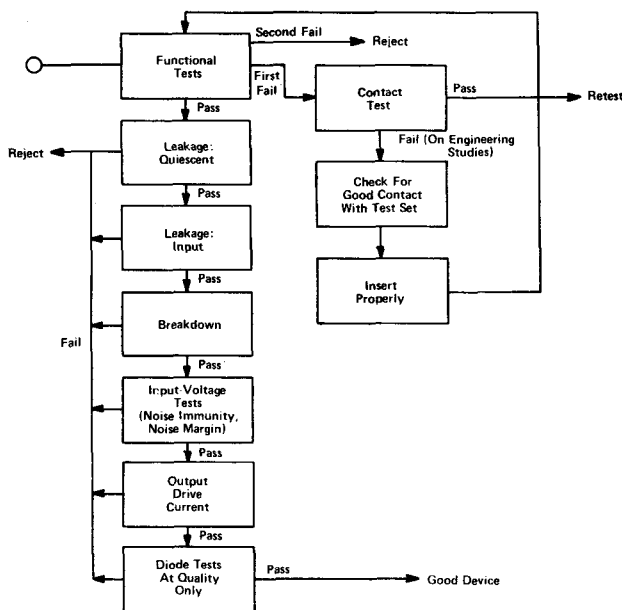 Second Fail
Reject
Functional
Tests
First
Fail
Contact
Test
Pass
Retest
Pass
Fail (On Engineering
Studies)
Reject
Leakage:
Quiescent
Check For
Good Contact
With Test Set
Pass
Leakage:
Input
Insert
Properly
Pass
Breakdown
Fail
Pass
Input-Voltage
Tests
(Noise Immunity,
Noise Margin)
Pass
Output
Drive
Current
Pass
Diode Tests
At Quality
Only
Pass
Good Device